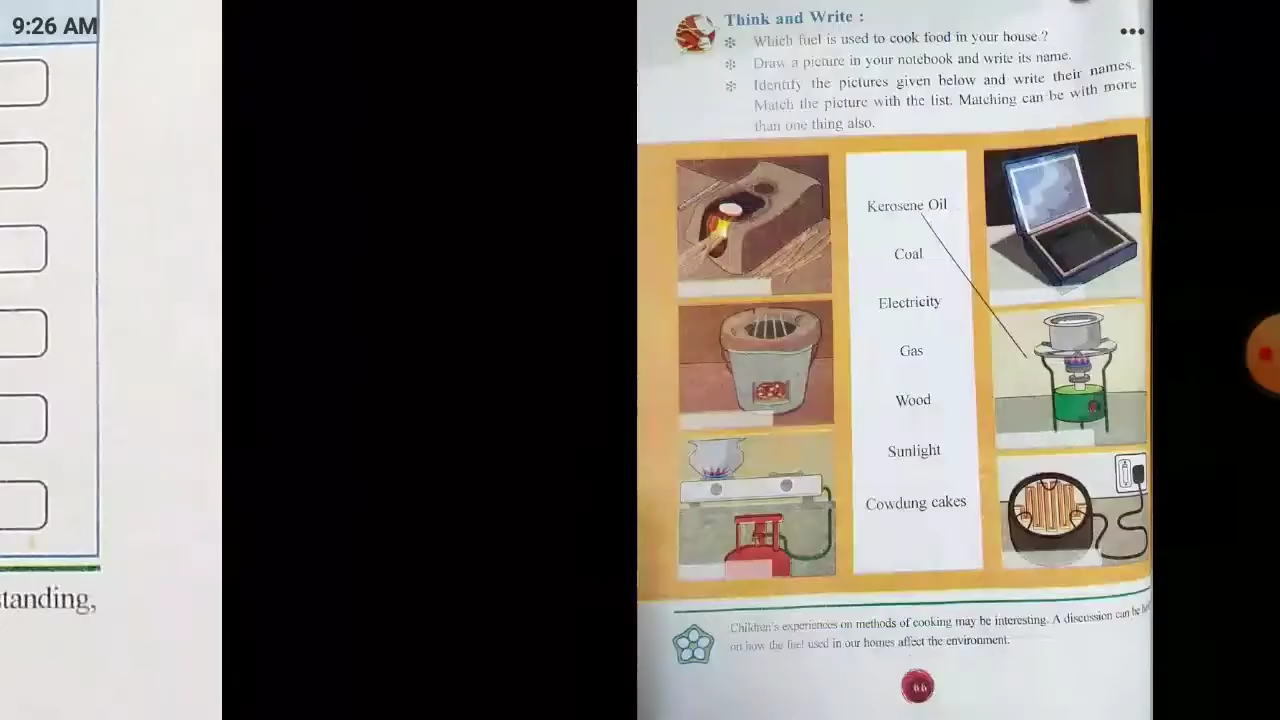 9:26 AM
standing,
Think and Write :
Which fuel is used to cook food in your house ?
Draw a picture in your notebook and write its name.
Identify the pictures given below and write their names.
Match the picture with the list. Matching can be with more
than one thing also.
Kerosene Oil
Coal
Electricity
Gas
Wood
Sunlight
Cowdung cakes
Children's experiences on methods of cooking may be interesting. A discussion can be
on how the fuel used in our homes affect the environment.
66